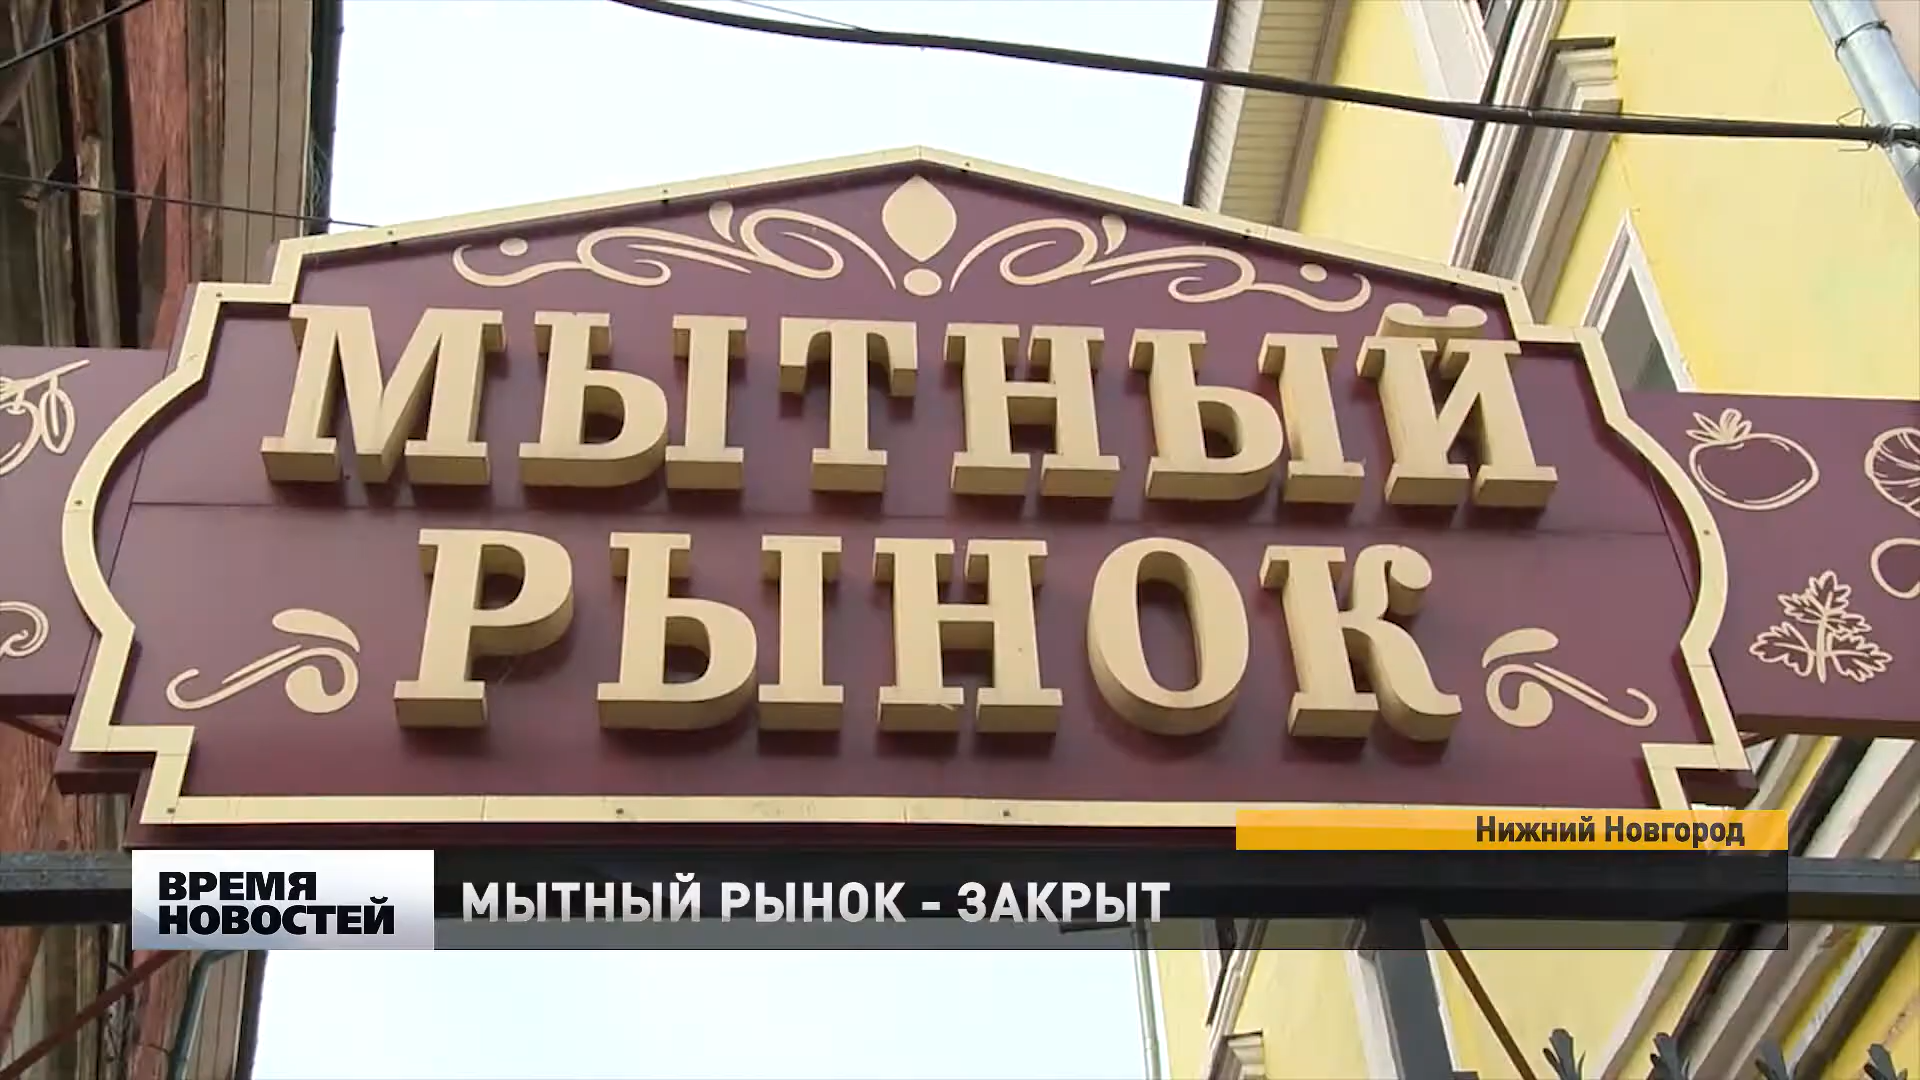 МЫТНЫЙ
РЫНОК
Нижний Новгород
ВРЕМЯ
НОВОСТЕЙ
МЫТНЫЙ РЫНОК - ЗАКРЫТ